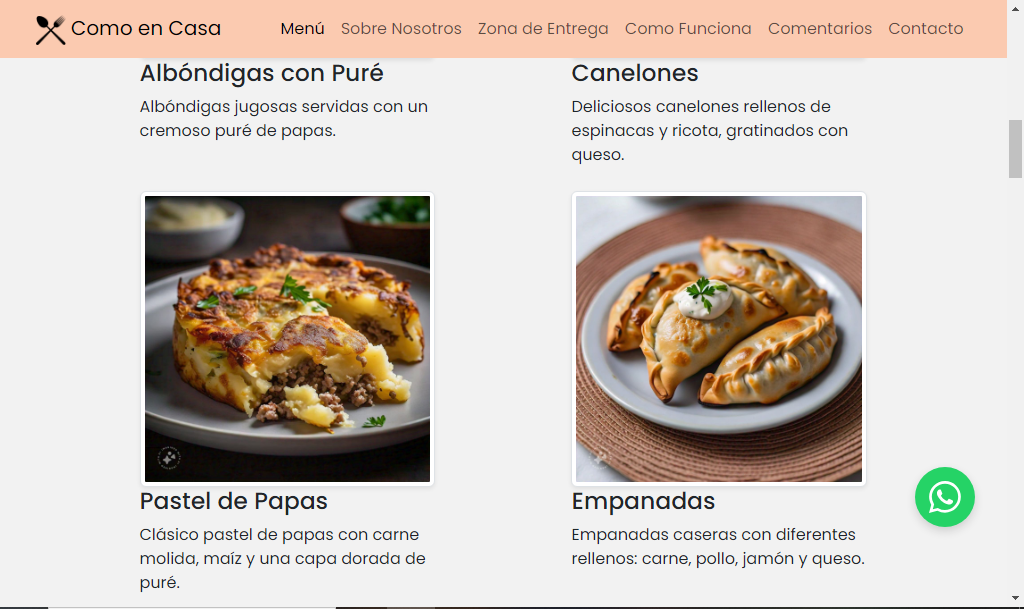 Como en Casa
Menú
Sobre Nosotros
Zona de Entrega
Como Funciona
Comentarios
Contacto
Albóndigas con Puré
Albóndigas jugosas servidas con un
cremoso puré de papas.
Canelones
Deliciosos canelones rellenos de
espinacas y ricota, gratinados con
queso.
Pastel de Papas
Clásico pastel de papas con carne
molida, maíz y una capa dorada de
puré.
Empanadas
Empanadas caseras con diferentes
rellenos: carne, pollo, jamón y queso.